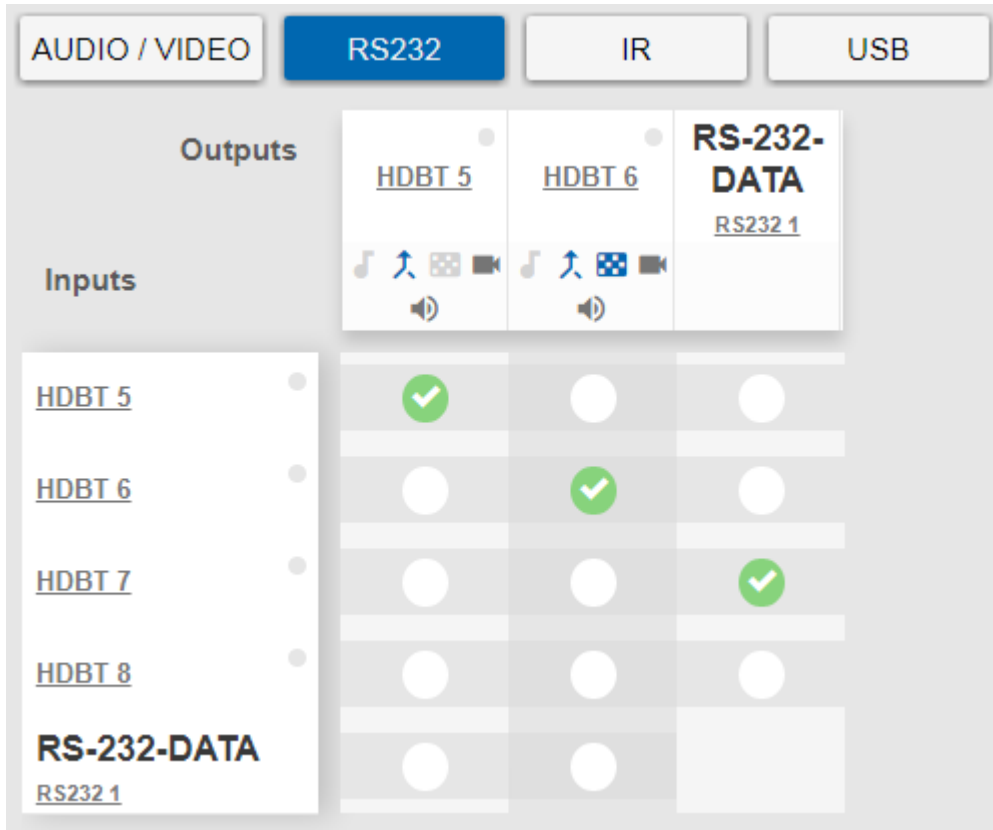 AUDIO / VIDEO RS232 IR USB
Outputs
HDBT 5
HDBT 6
RS-232-
DATA
RS232 1
Inputs
HDBT 5
HDBT 6
HDBT 7
HDBT 8
RS-232-DATA
RS232 1